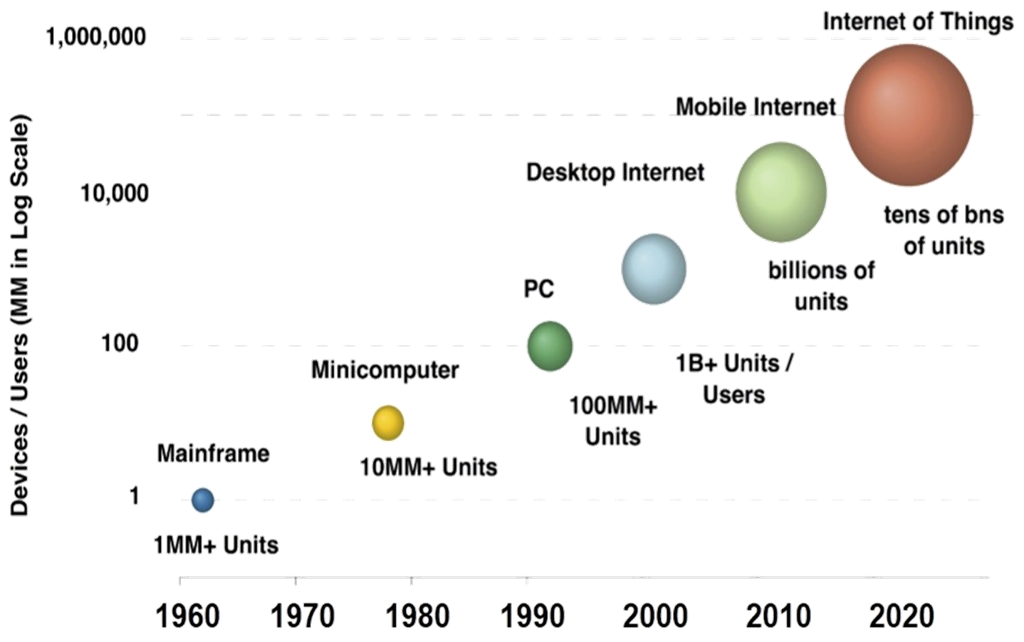 Internet of Things
1,000,000
Mobile Internet
Desktop Internet
10,000
tens of bns
of units
billions of
units
PC
100
1B+ Units /
Users
Minicomputer
100MM+
Units
Mainframe
10MM+ Units
1
1MM+ Units
Devices / Users (MM in Log Scale)
1960 1970 1980 1990 2000 2010 2020